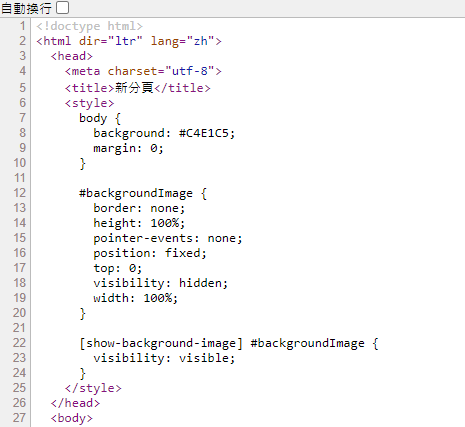 自動換行
1 <!doctype html>
2 <html dir="ltr" lang="zh">
3   <head>
4     <meta charset="utf-8">
5     <title>新分頁</title>
6     <style>
7       body {
8         background: #C4E1C5;
9         margin: 0;
10       }
11
12       #backgroundImage {
13         border: none;
14         height: 100%;
15         pointer-events: none;
16         position: fixed;
17         top: 0;
18         visibility: hidden;
19         width: 100%;
20       }
21
22       [show-background-image] #backgroundImage {
23         visibility: visible;
24       }
25     </style>
26   </head>
27   <body>